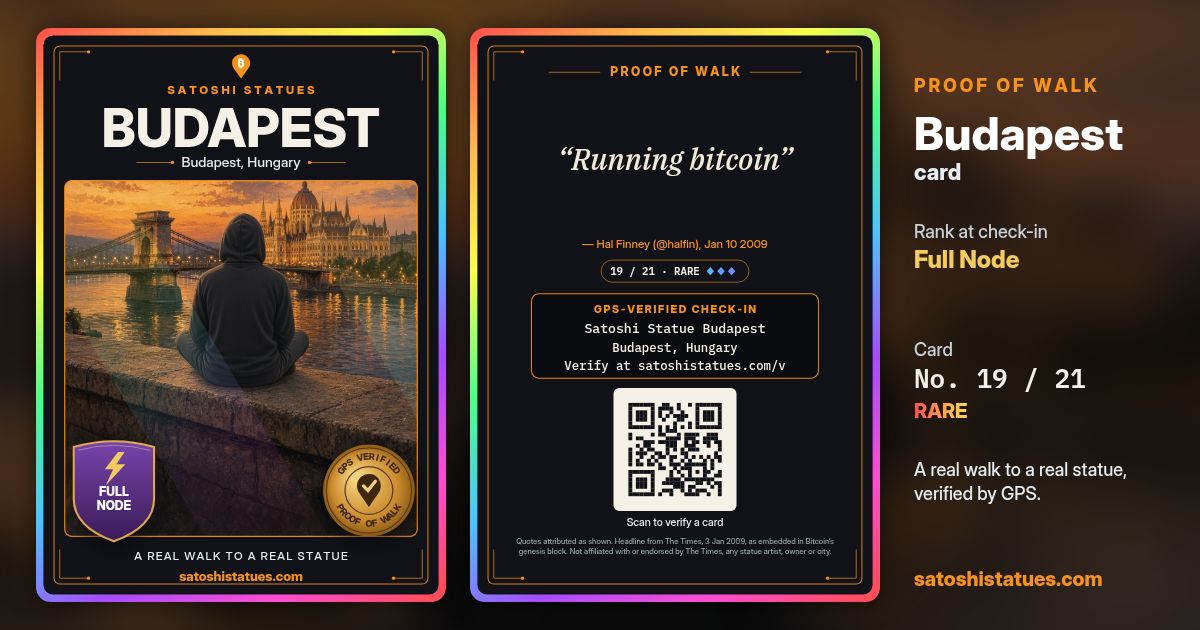 SATOSHI STATUES
BUDAPEST
Budapest, Hungary
FULL
NODE
GPS VERIFIED
PROOF OF WALK
A REAL WALK TO A REAL STATUE
satoshistatues.com
PROOF OF WALK
“Running bitcoin”
— Hal Finney (@halfin), Jan 10 2009
19 / 21 · RARE
GPS-VERIFIED CHECK-IN
Satoshi Statue Budapest
Budapest, Hungary
Verify at satoshistatues.com/v
Scan to verify a card
Quotes attributed as shown. Headline from The Times, 3 Jan 2009, as embedded in Bitcoin's
genesis block. Not affiliated with or endorsed by The Times, any statue artist, owner or city.
PROOF OF WALK
Budapest
card
Rank at check-in
Full Node
Card
No. 19 / 21
RARE
A real walk to a real statue,
verified by GPS.
satoshistatues.com